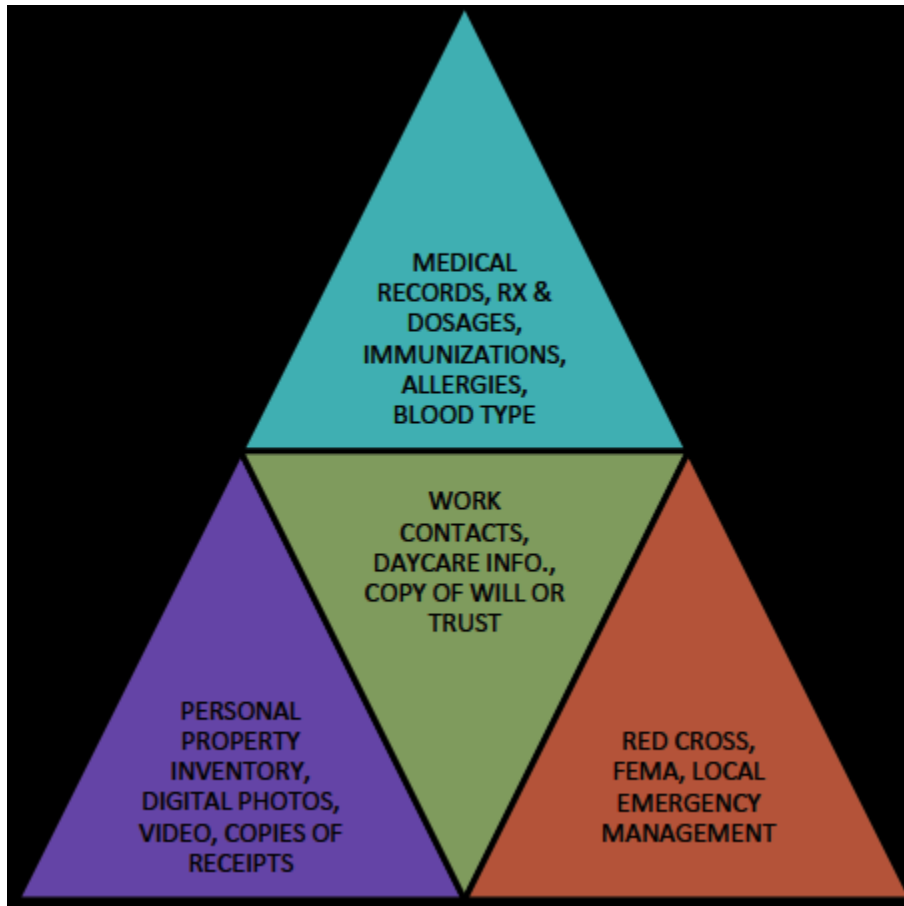 MEDICAL
RECORDS, RX &
DOSAGES,
IMMUNIZATIONS,
ALLERGIES,
BLOOD TYPE
WORK
CONTACTS,
DAYCARE INFO.,
COPY OF WILL OR
TRUST
PERSONAL
PROPERTY
INVENTORY,
DIGITAL PHOTOS,
VIDEO, COPIES OF
RECEIPTS
RED CROSS,
FEMA, LOCAL
EMERGENCY
MANAGEMENT